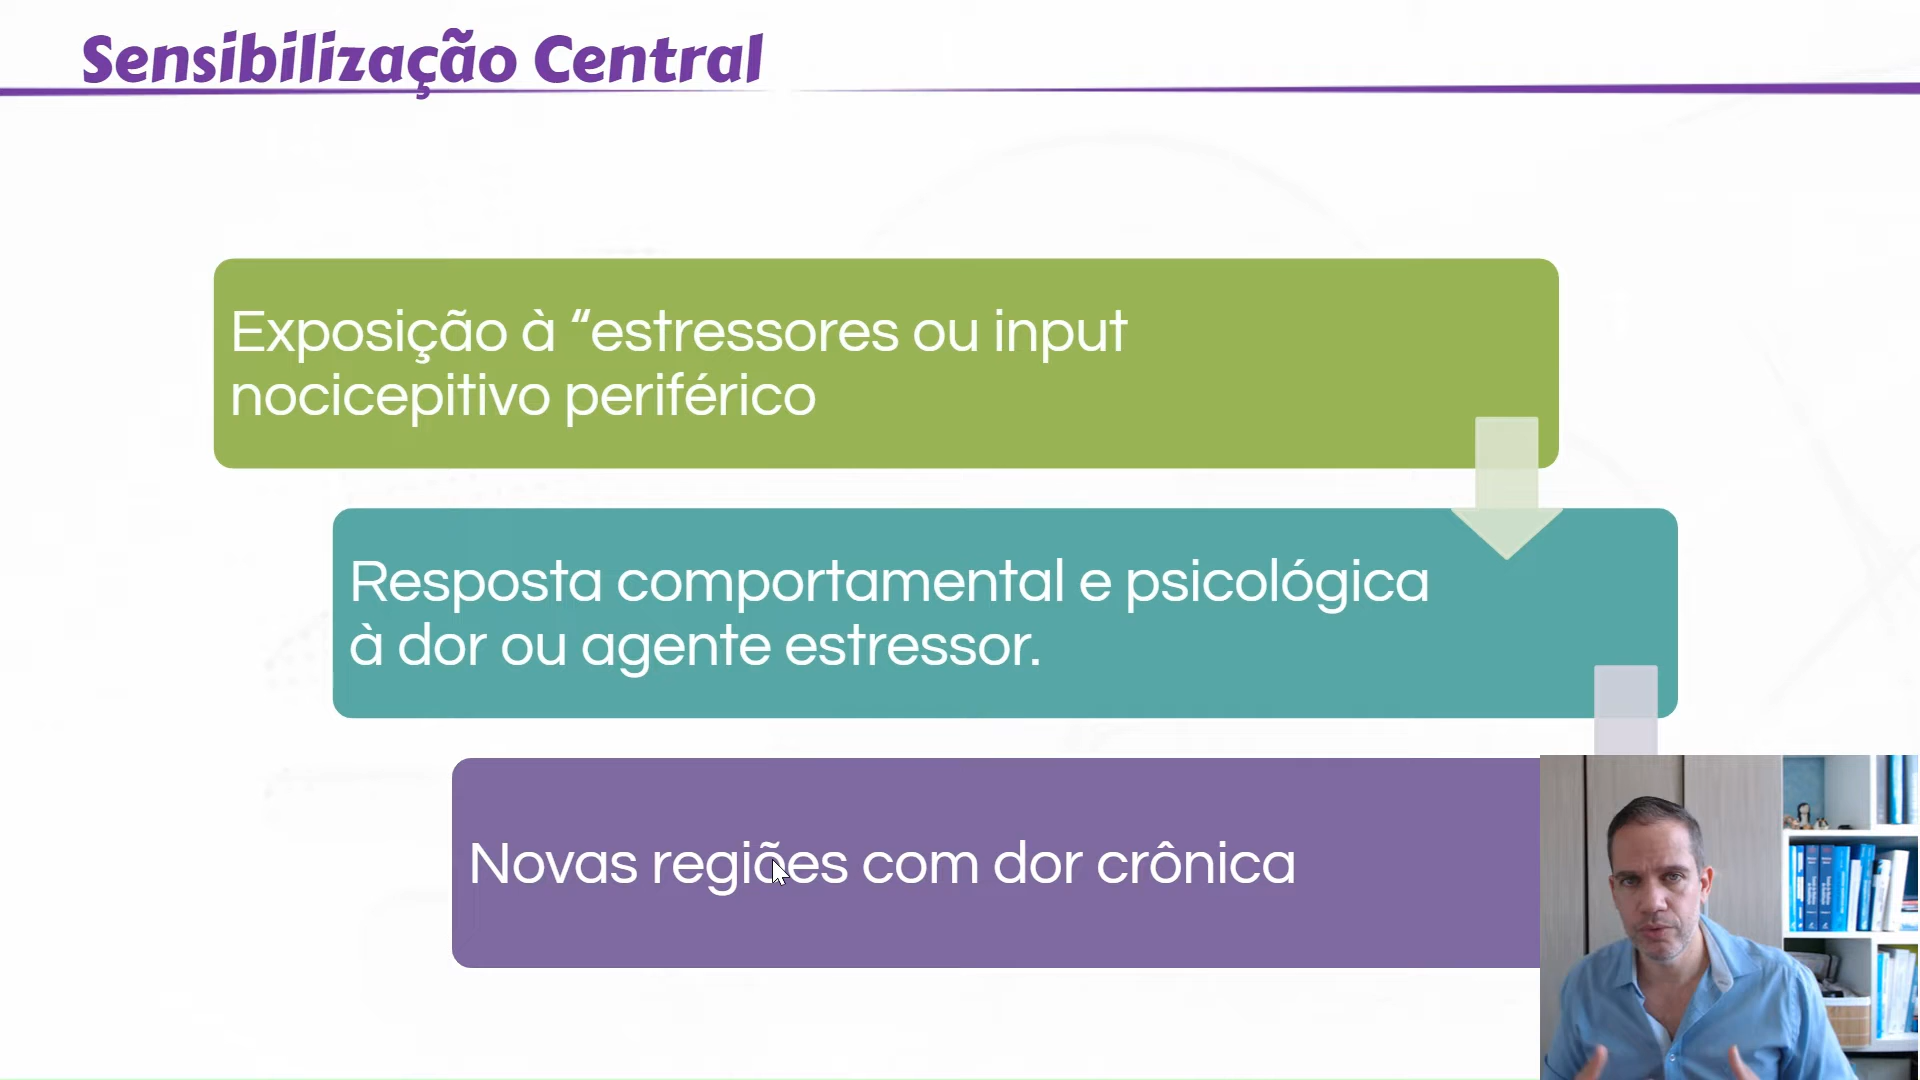 Sensibilização Central
Exposição à “estressores ou input
nocicepitivo periférico
Resposta comportamental e psicológica
à dor ou agente estressor.
Novas regiões com dor crônica